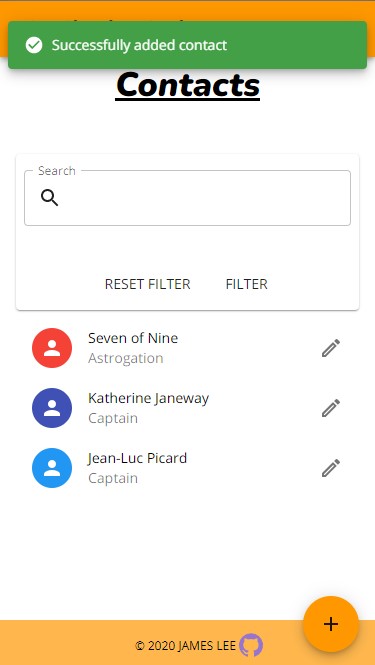 Successfully added contact
Contacts
Search
RESET FILTER
FILTER
Seven of Nine
Astrogation
Katherine Janeway
Captain
Jean-Luc Picard
Captain
© 2020 JAMES LEE